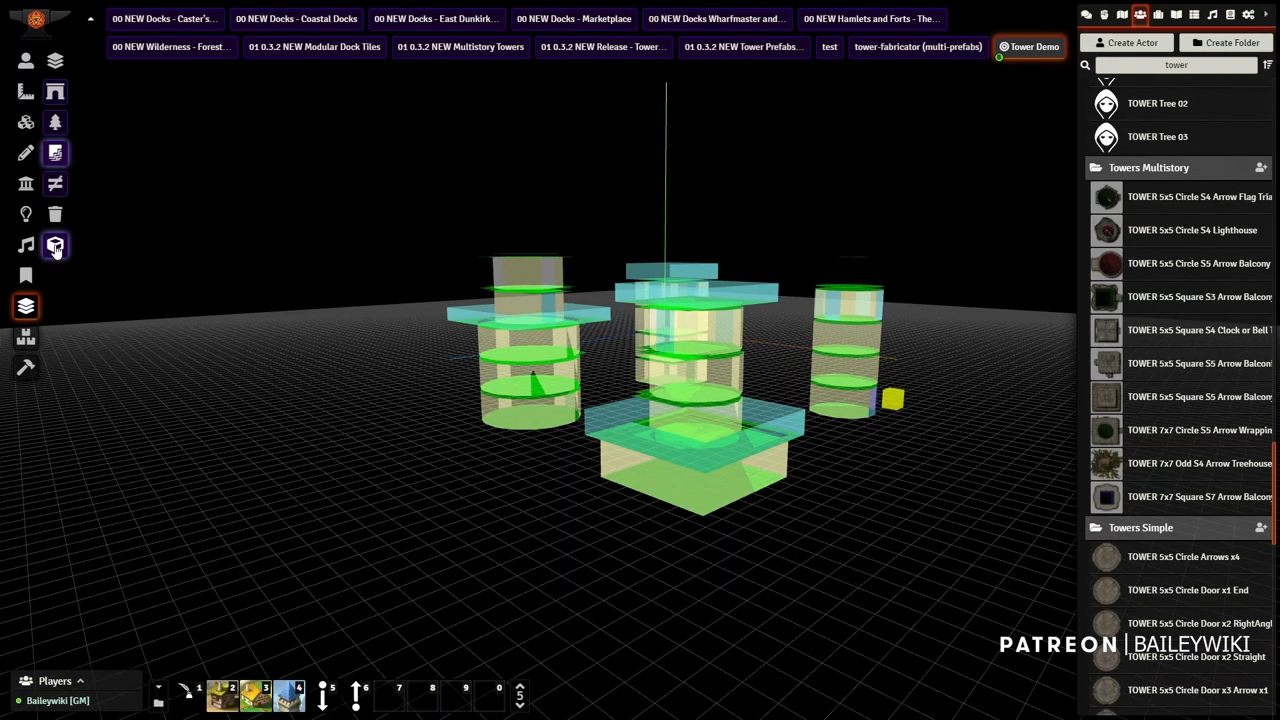 00 NEW Docks - Caster's...
00 NEW Docks - Coastal Docks
00 NEW Docks - East Dunkirk...
00 NEW Docks - Marketplace
00 NEW Docks Wharfmaster and...
00 NEW Hamlets and Forts - The...
00 NEW Wilderness - Forest...
01 0.3.2 NEW Modular Dock Tiles
01 0.3.2 NEW Multistory Towers
01 0.3.2 NEW Release - Tower...
01 0.3.2 NEW Tower Prefabs...
test
tower-fabricator (multi-prefabs)
Tower Demo
Create Actor
Create Folder
tower
TOWER Tree 02
TOWER Tree 03
Towers Multistory
TOWER 5x5 Circle S4 Arrow Flag Tria
TOWER 5x5 Circle S4 Lighthouse
TOWER 5x5 Circle S5 Arrow Balcony
TOWER 5x5 Square S3 Arrow Balcony
TOWER 5x5 Square S4 Clock or Bell T
TOWER 5x5 Square S5 Arrow Balcony
TOWER 5x5 Square S5 Arrow Balcony
TOWER 7x7 Circle S5 Arrow Wrappin
TOWER 7x7 Odd S4 Arrow Treehouse
TOWER 7x7 Square S7 Arrow Balcony
Towers Simple
TOWER 5x5 Circle Arrows x4
TOWER 5x5 Circle Door x1 End
TOWER 5x5 Circle Door x2 RightAngl
TOWER 5x5 Circle Door x2 Straight
TOWER 5x5 Circle Door x3 Arrow x1
PATREON | BAILEYWIKI
Players
Baileywiki [GM]
1 2 3 4 5 6 7 8 9 0
5